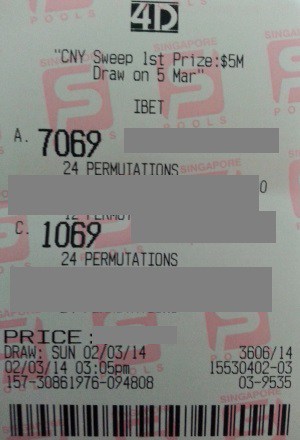 4D
"CNY Sweep 1st Prize:$5M
Draw on 5 Mar"
IBET
A. 7069
24 PERMUTATIONS
0
C. 1069
24 PERMUTATIONS
PRICE:
DRAW: SUN 02/03/14 3606/14
02/03/14 03:05pm 15530402-03
157-30861976-094808 03-9535